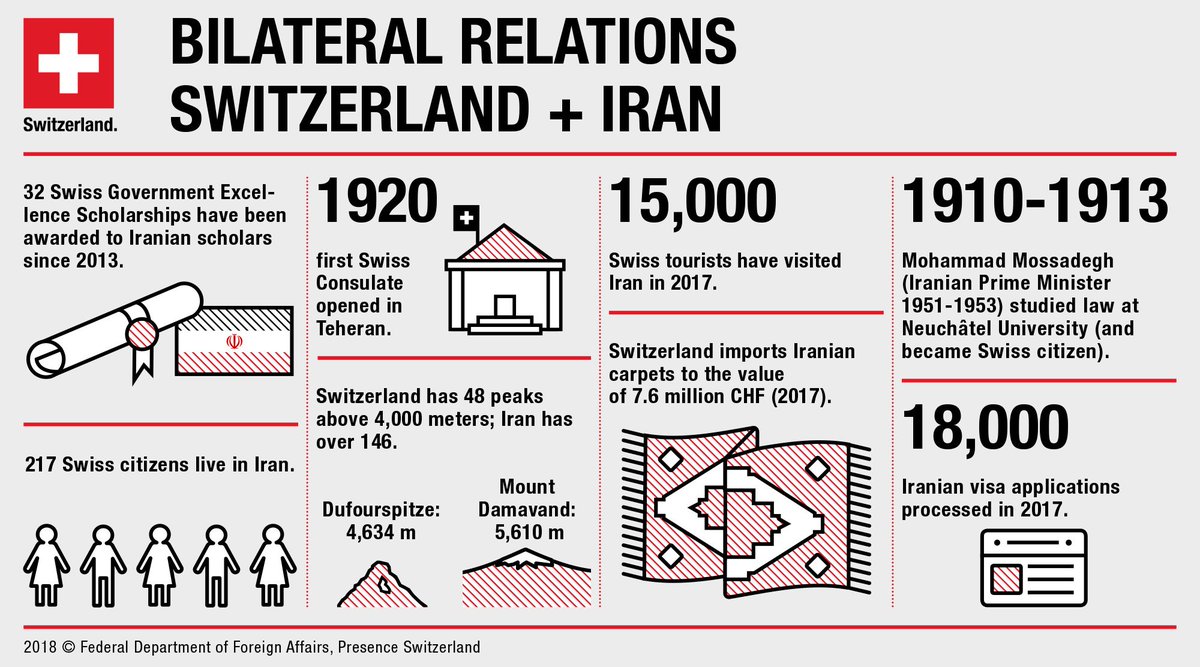 BILATERAL RELATIONS
SWITZERLAND + IRAN
Switzerland.
32 Swiss Government Excel-
lence Scholarships have been
awarded to Iranian scholars
since 2013.
217 Swiss citizens live in Iran.
1920
first Swiss
Consulate
opened in
Teheran.
Switzerland has 48 peaks
above 4,000 meters; Iran has
over 146.
Dufourspitze:
4,634 m
Mount
Damavand:
5,610 m
15,000
Swiss tourists have visited
Iran in 2017.
Switzerland imports Iranian
carpets to the value
of 7.6 million CHF (2017).
1910-1913
Mohammad Mossadegh
(Iranian Prime Minister
1951-1953) studied law at
Neuchâtel University (and
became Swiss citizen).
18,000
Iranian visa applications
processed in 2017.
2018 © Federal Department of Foreign Affairs, Presence Switzerland